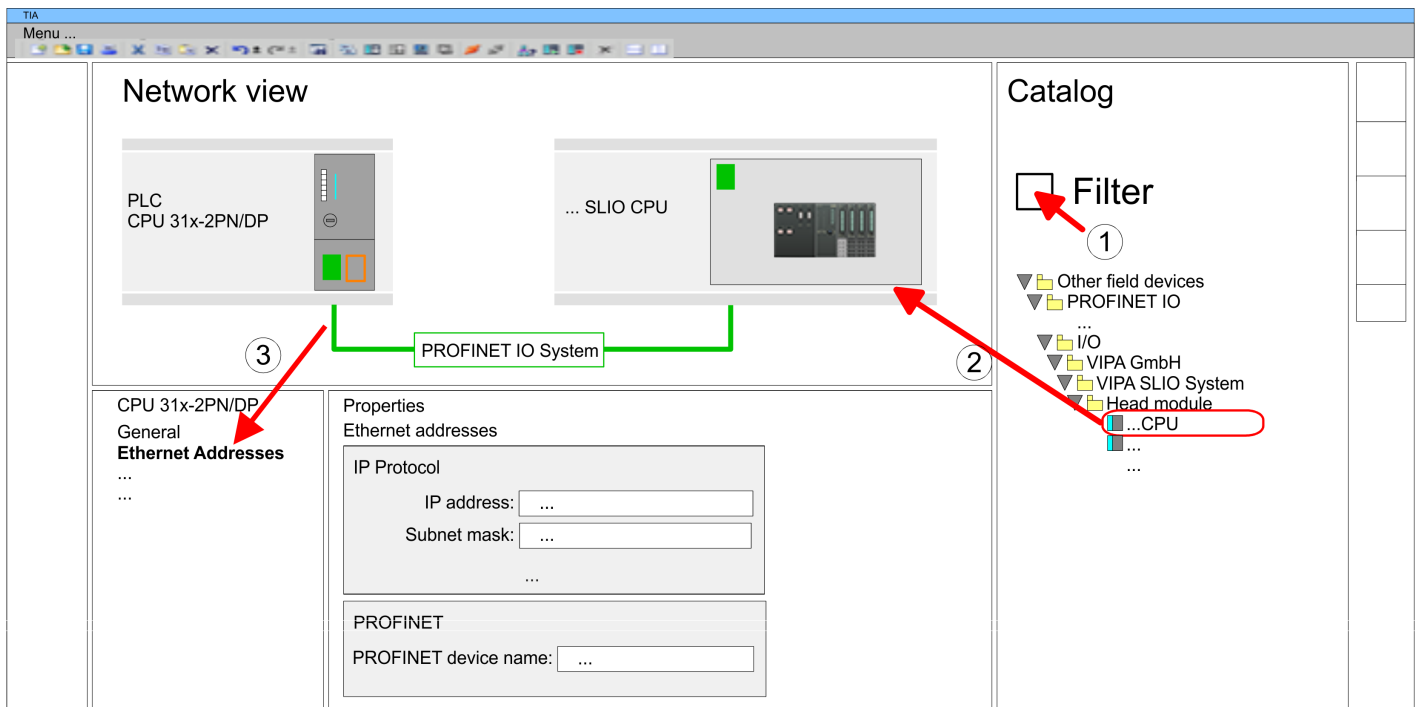 TIA
Menu ...
Network view
PLC
CPU 31x-2PN/DP
... SLIO CPU
PROFINET IO System
3
2
Catalog
Filter
1
Other field devices
PROFINET IO
...
I/O
VIPA GmbH
VIPA SLIO System
Head module
...CPU
...
...
CPU 31x-2PN/DP
General
Ethernet Addresses
...
...
Properties
Ethernet addresses
IP Protocol
IP address: ...
Subnet mask: ...
...
PROFINET
PROFINET device name: ...